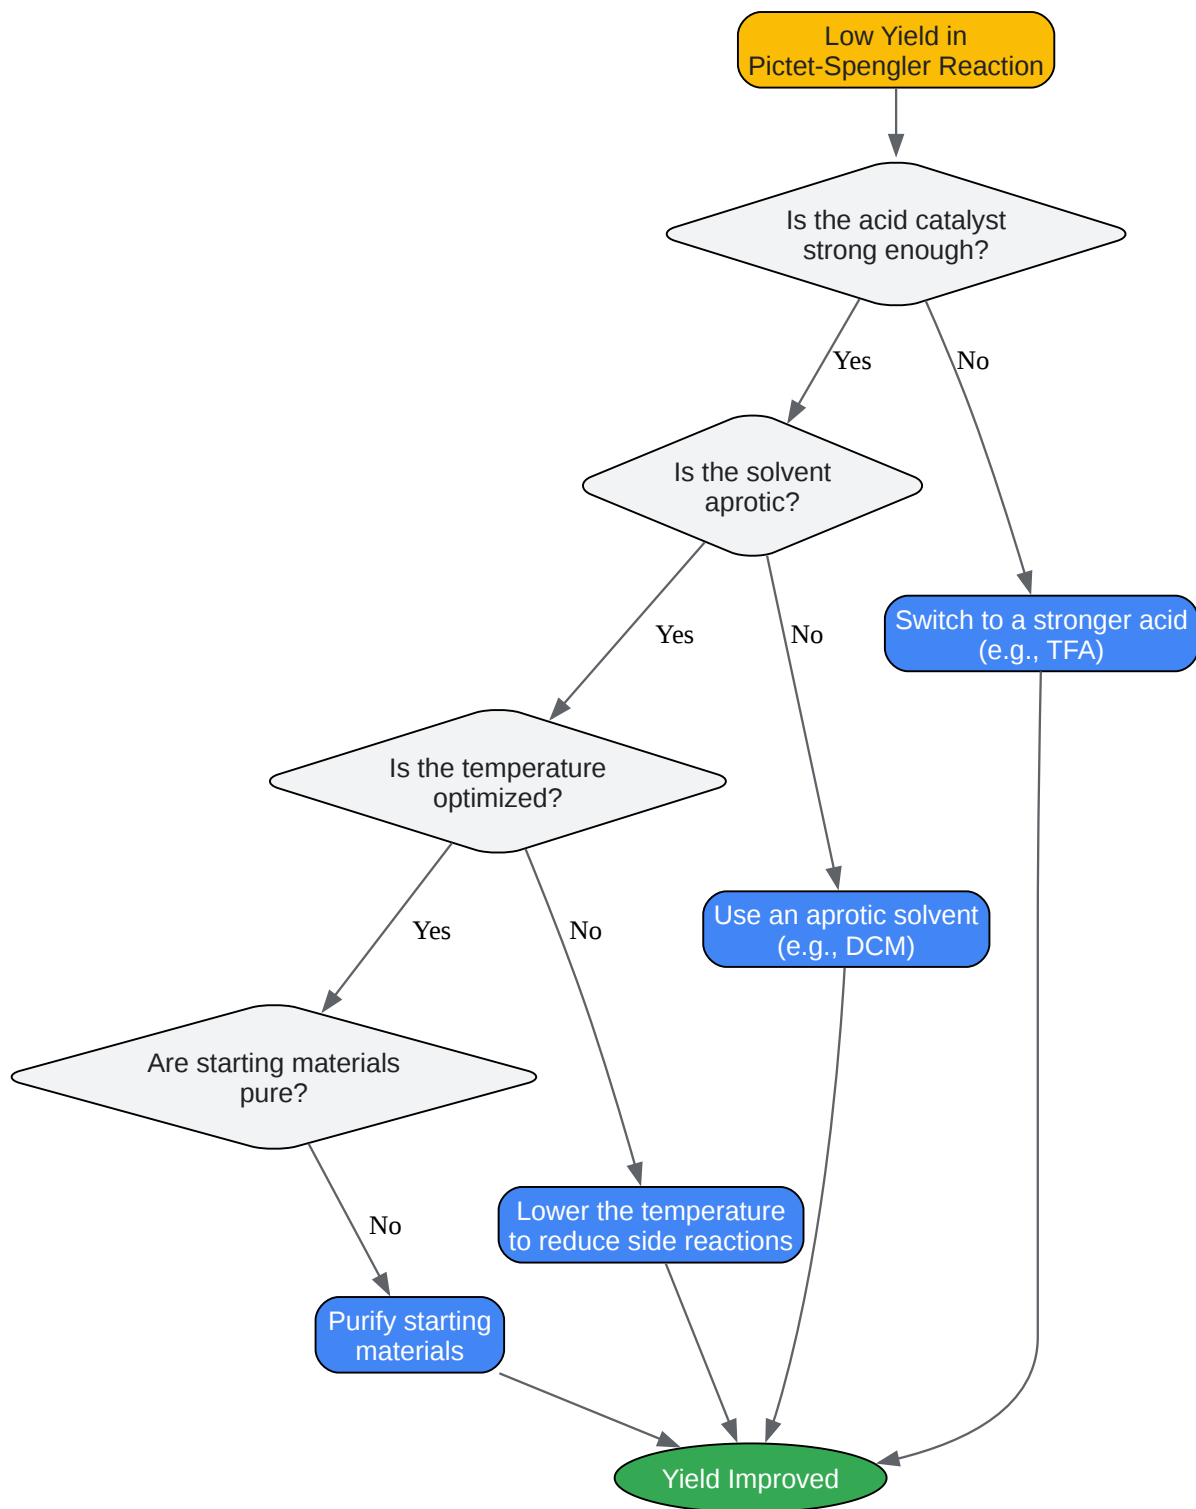 Low Yield in
Pictet-Spengler Reaction
Is the acid catalyst
strong enough?
Yes
No
Is the solvent
aprotic?
Switch to a stronger acid
(e.g., TFA)
Yes
No
Is the temperature
optimized?
Use an aprotic solvent
(e.g., DCM)
Yes
No
Are starting materials
pure?
Lower the temperature
to reduce side reactions
No
Purify starting
materials
Yield Improved